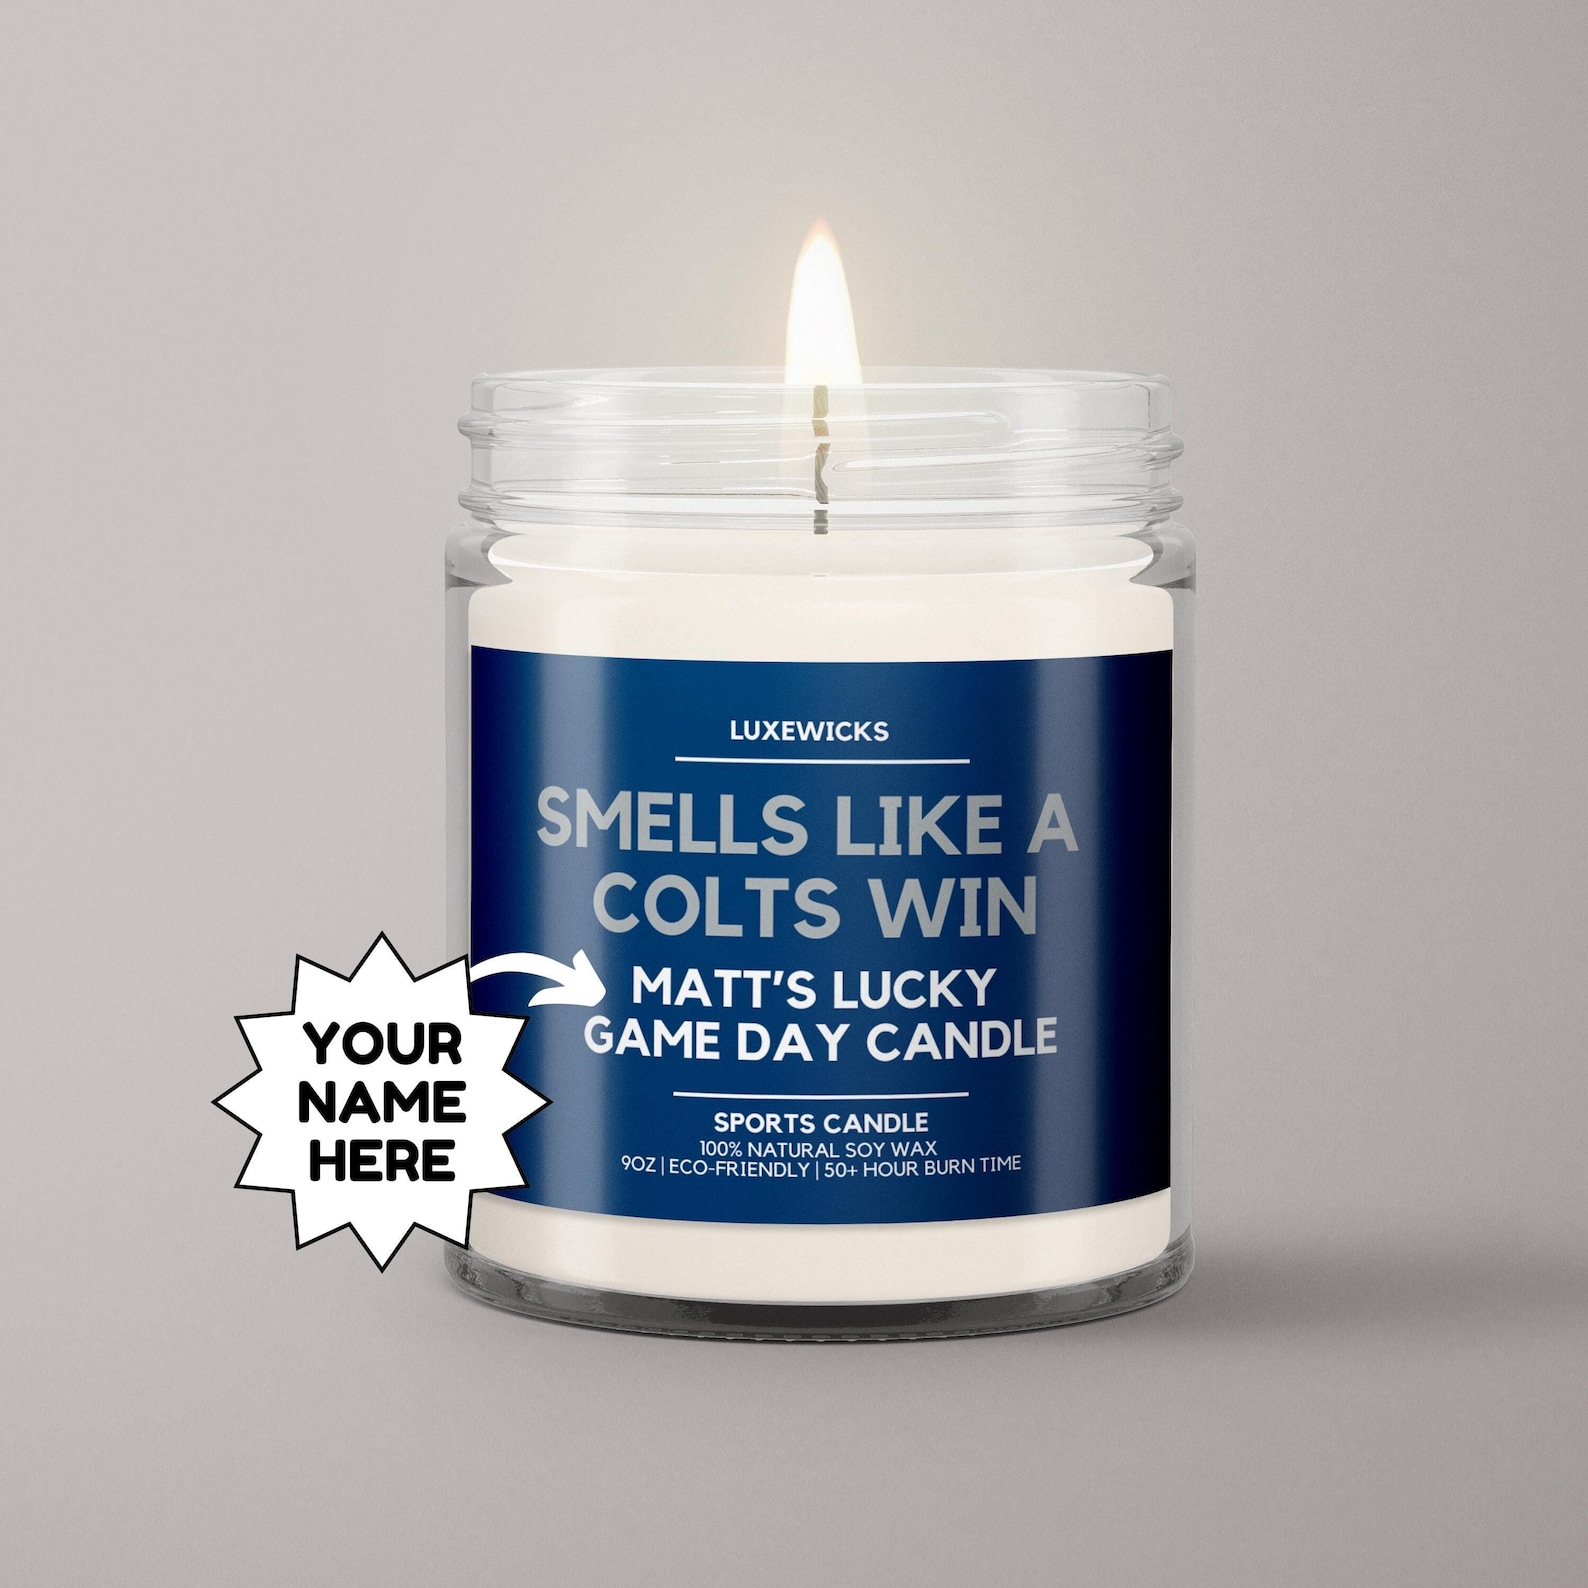 LUXEWICKS
SMELLS LIKE A
COLTS WIN
MATT'S LUCKY
GAME DAY CANDLE
SPORTS CANDLE
100% NATURAL SOY WAX
9OZ | ECO-FRIENDLY | 50+ HOUR BURN TIME
YOUR
NAME
HERE